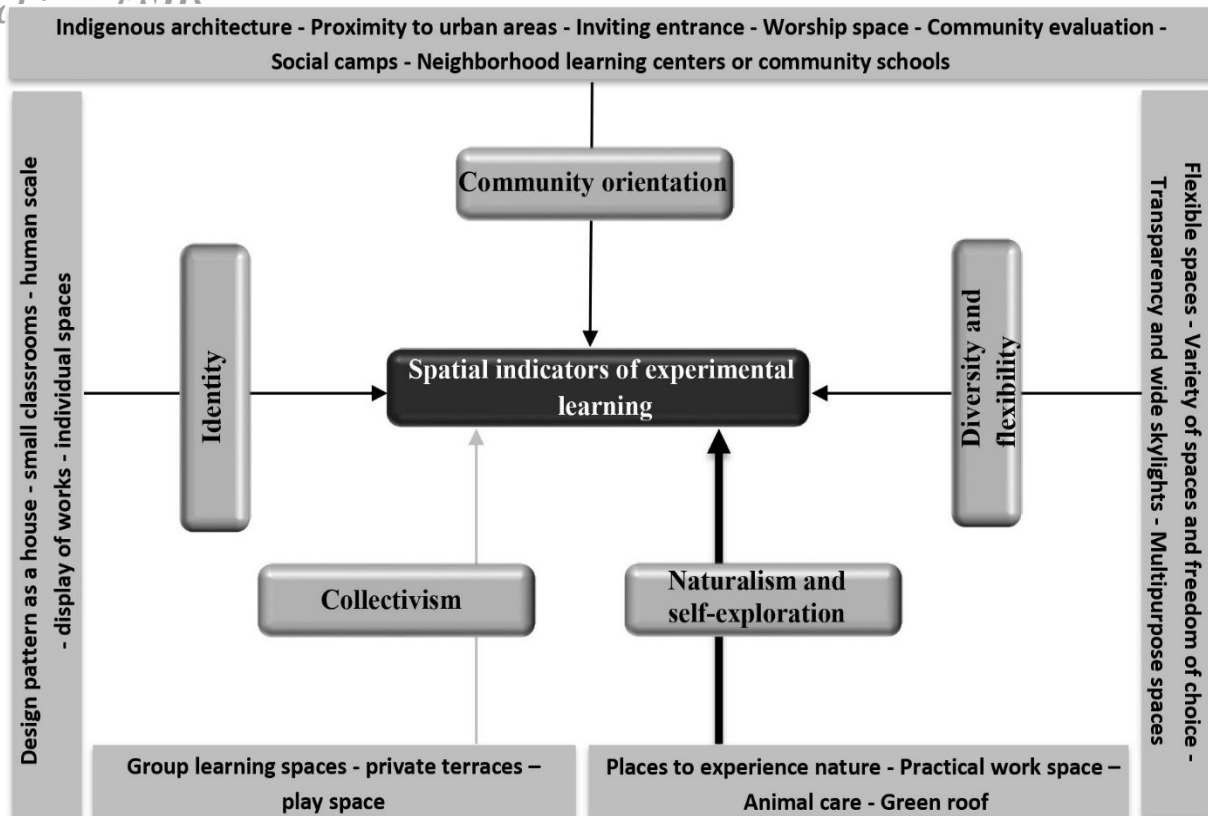 Indigenous architecture - Proximity to urban areas - Inviting entrance - Worship space - Community evaluation -
Social camps - Neighborhood learning centers or community schools
Community orientation
Design pattern as a house - small classrooms - human scale
- display of works - individual spaces
Identity
Spatial indicators of experimental
learning
Diversity and
flexibility
Flexible spaces - Variety of spaces and freedom of choice -
Transparency and wide skylights - Multipurpose spaces
Collectivism
Naturalism and
self-exploration
Group learning spaces - private terraces –
play space
Places to experience nature - Practical work space –
Animal care - Green roof